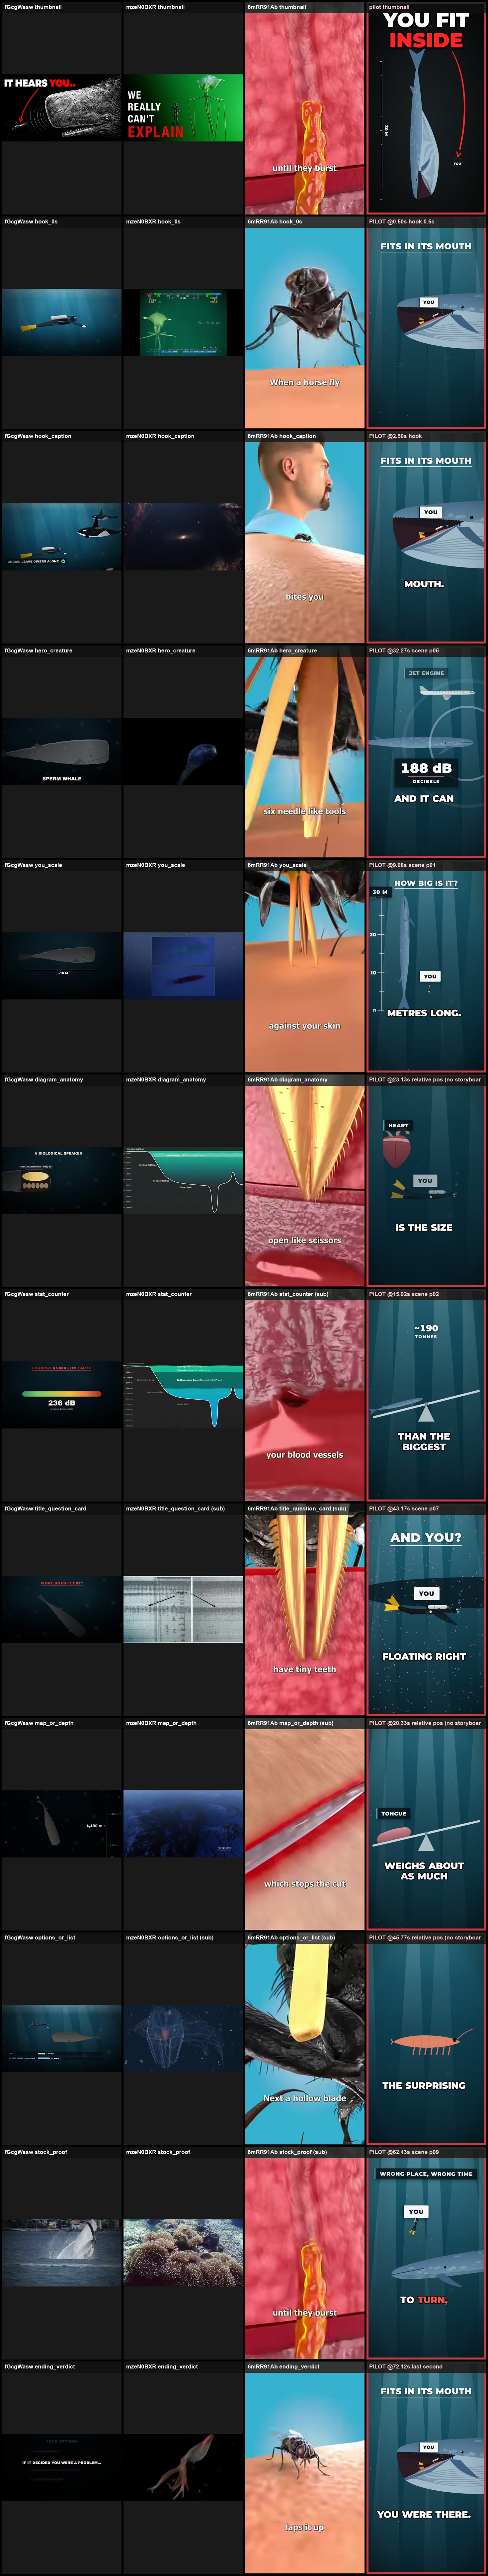 fGcgWasw thumbnail
mzeN0BXR thumbnail
6mRR91Ab thumbnail
pilot thumbnail
IT HEARS YOU..
WE
REALLY
CAN'T
EXPLAIN
until they burst
YOU FIT
INSIDE
30 M
YOU
fGcgWasw hook_0s
mzeN0BXR hook_0s
6mRR91Ab hook_0s
PILOT @0.50s hook 0.5s
When a horse fly
FITS IN ITS MOUTH
YOU
fGcgWasw hook_caption
mzeN0BXR hook_caption
6mRR91Ab hook_caption
PILOT @2.50s hook
bites you
FITS IN ITS MOUTH
YOU
MOUTH.
fGcgWasw hero_creature
mzeN0BXR hero_creature
6mRR91Ab hero_creature
PILOT @32.27s scene p05
SPERM WHALE
six needle-like tools
JET ENGINE
188 dB
DECIBELS
AND IT CAN
fGcgWasw you_scale
mzeN0BXR you_scale
6mRR91Ab you_scale
PILOT @9.08s scene p01
against your skin
HOW BIG IS IT?
30 M
20
10
0
YOU
METRES LONG.
fGcgWasw diagram_anatomy
mzeN0BXR diagram_anatomy
6mRR91Ab diagram_anatomy
PILOT @23.13s relative pos (no storyboar
A BIOLOGICAL SPEAKER
open like scissors
HEART
YOU
IS THE SIZE
fGcgWasw stat_counter
mzeN0BXR stat_counter
6mRR91Ab stat_counter (sub)
PILOT @15.92s scene p02
LOUDEST ANIMAL ON EARTH
236 dB
your blood vessels
~190
TONNES
THAN THE
BIGGEST
fGcgWasw title_question_card
mzeN0BXR title_question_card (sub)
6mRR91Ab title_question_card (sub)
PILOT @43.17s scene p07
WHAT DOES IT EAT?
have tiny teeth
AND YOU?
YOU
FLOATING RIGHT
fGcgWasw map_or_depth
mzeN0BXR map_or_depth
6mRR91Ab map_or_depth (sub)
PILOT @20.33s relative pos (no storyboar
which stops the cut
TONGUE
WEIGHS ABOUT
AS MUCH
fGcgWasw options_or_list
mzeN0BXR options_or_list (sub)
6mRR91Ab options_or_list (sub)
PILOT @45.77s relative pos (no storyboar
Next a hollow blade
THE SURPRISING
fGcgWasw stock_proof
mzeN0BXR stock_proof
6mRR91Ab stock_proof (sub)
PILOT @62.43s scene p09
until they burst
WRONG PLACE, WRONG TIME
YOU
TO TURN,
fGcgWasw ending_verdict
mzeN0BXR ending_verdict
6mRR91Ab ending_verdict
PILOT @72.12s last second
IF IT DECIDED YOU WERE A PROBLEM...
laps it up
FITS IN ITS MOUTH
YOU
YOU WERE THERE.